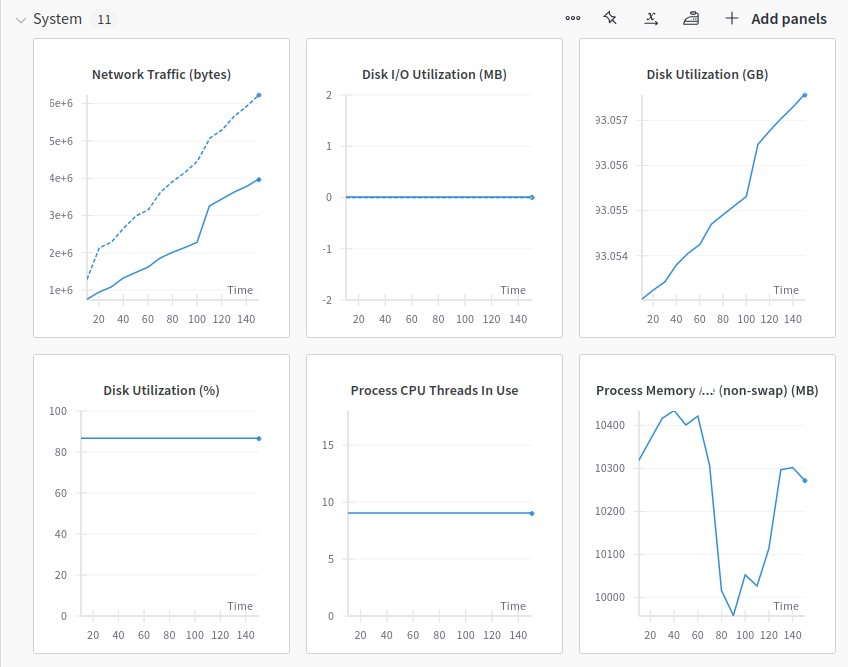 System 11 Add panels
Network Traffic (bytes)
6e+6
5e+6
4e+6
3e+6
2e+6
1e+6
Time
20 40 60 80 100 120 140
Disk I/O Utilization (MB)
2
1
0
-1
-2
Time
20 40 60 80 100 120 140
Disk Utilization (GB)
93.057
93.056
93.055
93.054
Time
20 40 60 80 100 120 140
Disk Utilization (%)
100
80
60
40
20
0
Time
20 40 60 80 100 120 140
Process CPU Threads In Use
15
10
5
0
Time
20 40 60 80 100 120 140
Process Memory ... (non-swap) (MB)
10400
10300
10200
10100
10000
Time
20 40 60 80 100 120 140